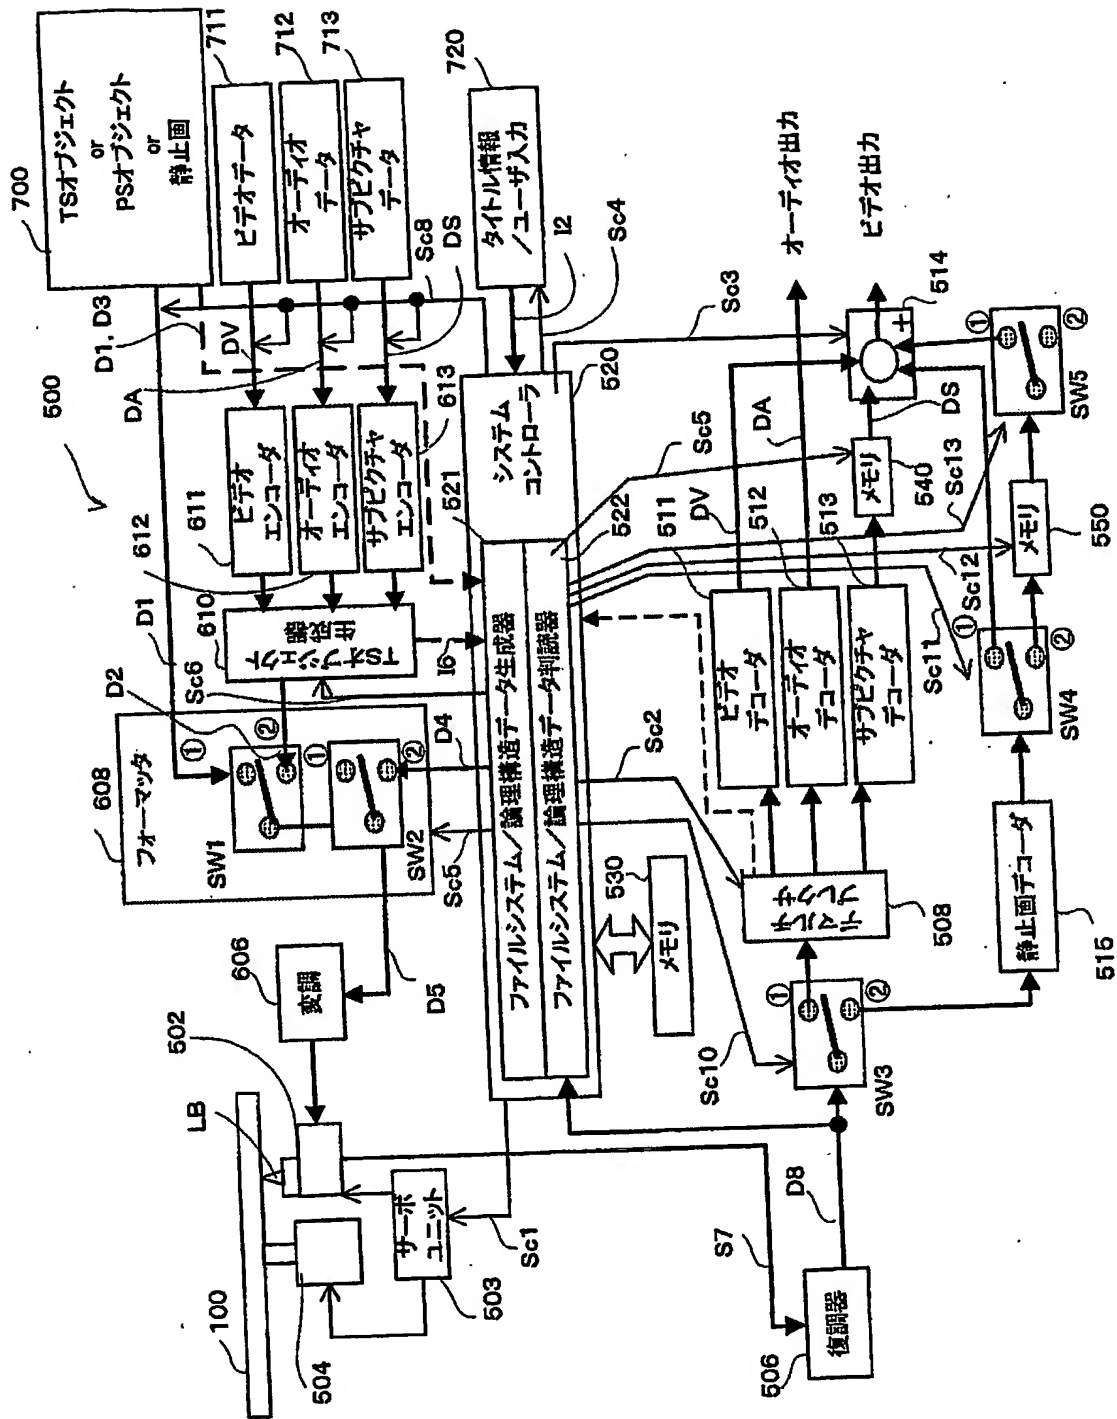 700
TSオブジェクト
or
PSオブジェクト
or
静止画
711
ビデオデータ
712
オーディオ
データ
713
サブピクチャ
データ
720
タイトル情報
/ユーザ入力
Sc8
DS
I2
Sc4
D1, D3
DV
DA
500
613
611
ビデオ
エンコーダ
612
オーディオ
エンコーダ
サブピクチャ
エンコーダ
610
TSオブジェクト
生成器
D1
Sc6
D2
I6
608
フォーマッタ
①
②
SW1
①
②
SW2
D4
Sc5
D5
606
変調
502
LB
100
504
サーボ
ユニット
503
Sc1
521
システム
コントローラ
520
522
ファイルシステム/論理構造データ生成器
ファイルシステム/論理構造データ判読器
530
メモリ
Sc3
Sc5
Sc2
Sc10
S7
D8
復調器
506
①
②
SW3
デマルチ
プレクサ
508
511
ビデオ
デコーダ
512
オーディオ
デコーダ
513
サブピクチャ
デコーダ
DV
DA
オーディオ出力
ビデオ出力
514
+
DS
メモリ
540
Sc13
Sc12
Sc11
静止画デコーダ
515
①
②
SW4
メモリ
550
①
②
SW5